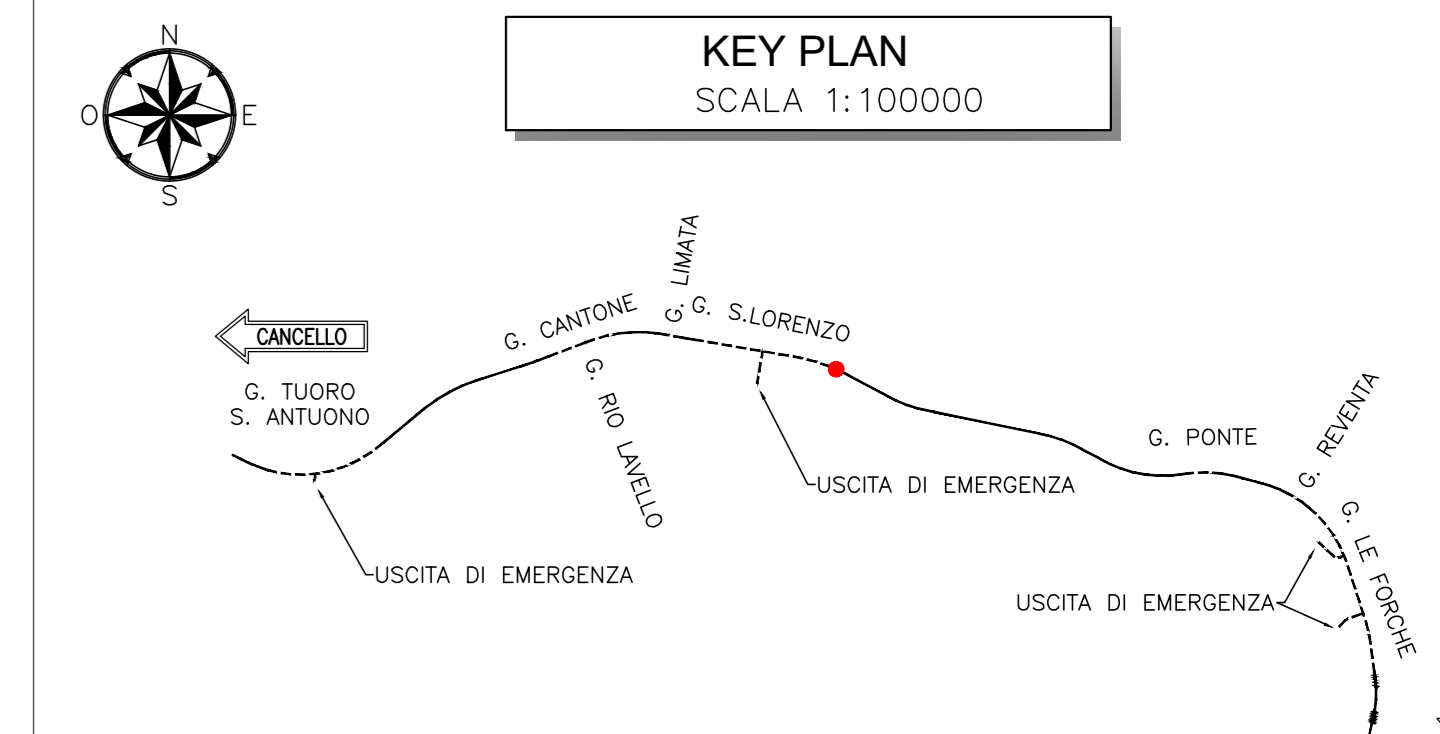 N
O
E
S
KEY PLAN
SCALA 1:100000
CANCELLO
G. TUORO
S. ANTUONO
G. CANTONE
G. LIMATA
G. S.LORENZO
G. RIO LAVELLO
USCITA DI EMERGENZA
USCITA DI EMERGENZA
G. PONTE
G. REVENTA
G. LE FORCHE
USCITA DI EMERGENZA